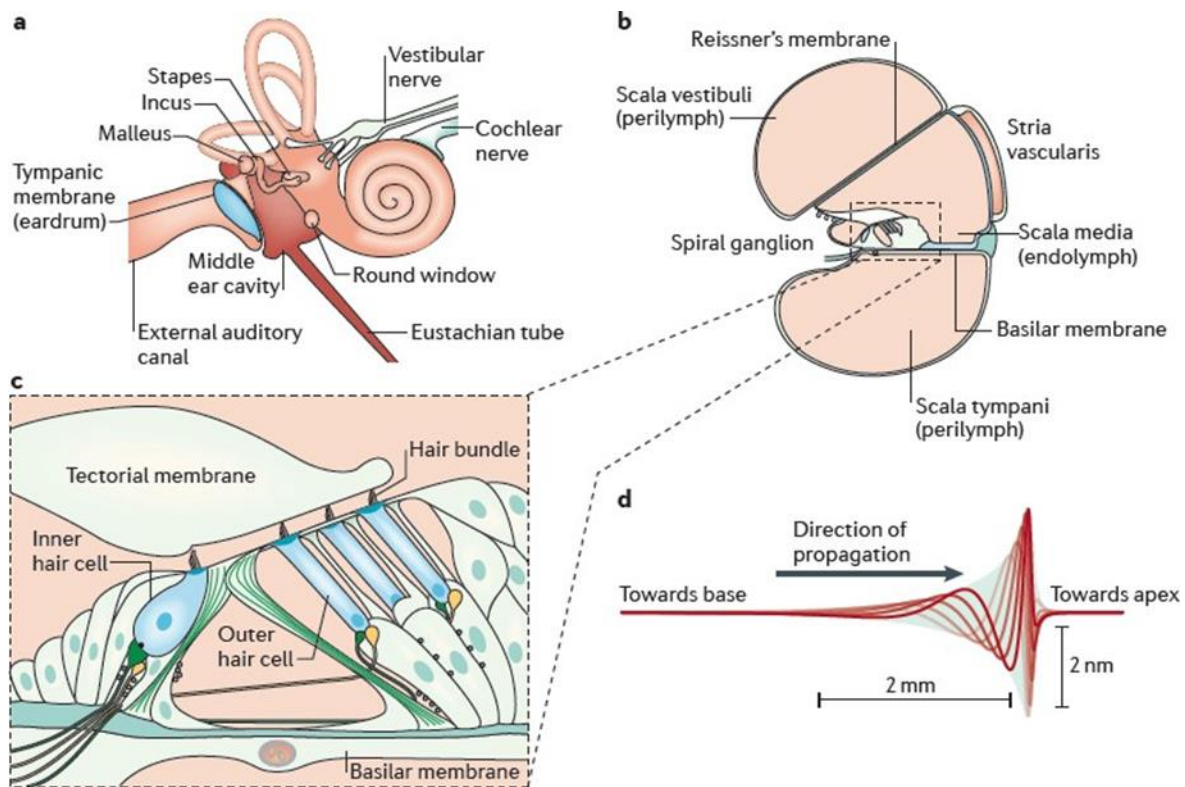 a
Stapes
Incus
Malleus
Tympanic
membrane
(eardrum)
Vestibular
nerve
Cochlear
nerve
Middle
ear cavity
Round window
External auditory
canal
Eustachian tube
b
Reissner's membrane
Scala vestibuli
(perilymph)
Stria
vascularis
Spiral ganglion
Scala media
(endolymph)
Basilar membrane
Scala tympani
(perilymph)
c
Tectorial membrane
Hair bundle
Inner
hair cell
Outer
hair cell
Basilar membrane
d
Direction of
propagation
Towards base
Towards apex
2 mm
2 nm